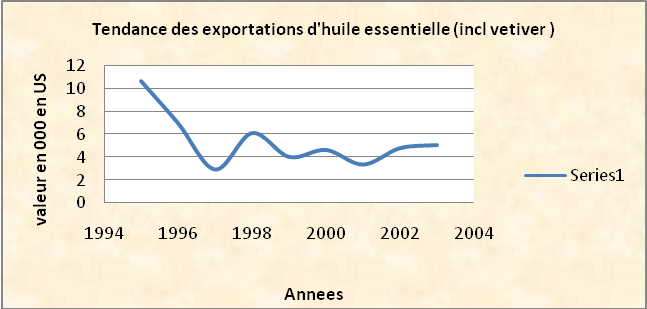 Tendance des exportations d'huile essentielle (incl vetiver )
valeur en 000 en US
12
10
8
6
4
2
0
1994 1996 1998 2000 2002 2004
Series1
Annees